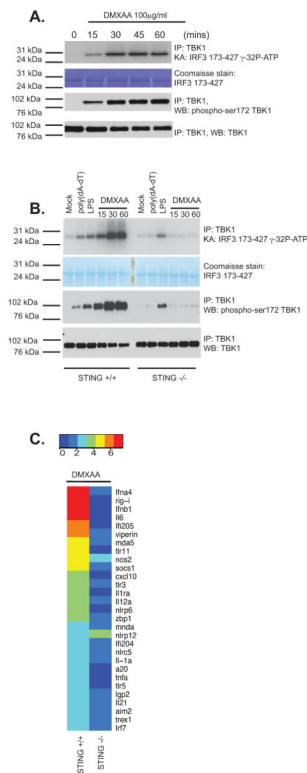 A.
DMXAA 100µg/ml
0 15 30 45 60 (mins)
31 kDa
24 kDa
IP: TBK1
KA: IRF3 173-427 γ-32P-ATP
Coomaisse stain:
IRF3 173-427
102 kDa
76 kDa
IP: TBK1,
WB: phospho-ser172 TBK1
102 kDa
76 kDa
IP: TBK1, WB: TBK1
B.
Mock
poly(dA-dT)
LPS
DMXAA
15 30 60
Mock
poly(dA-dT)
LPS
DMXAA
15 30 60
31 kDa
24 kDa
IP: TBK1
KA: IRF3 173-427 γ-32P-ATP
31 kDa
24 kDa
Coomaisse stain:
IRF3 173-427
102 kDa
76 kDa
IP: TBK1
WB: phospho-ser172 TBK1
102 kDa
76 kDa
IP: TBK1
WB: TBK1
STING +/+
STING -/-
C.
0 2 4 6
DMXAA
Ifna4
rig-i
Ifnb1
Il6
Ifi205
viperin
mda5
tlr11
nos2
socs1
cxcl10
tlr3
Il1ra
Il12a
nlrp6
zbp1
mnda
nlrp12
Ifi204
nlrc5
Il-1a
a20
tnfa
tlr5
lgp2
Il21
aim2
trex1
Irf7
STING +/+
STING -/-